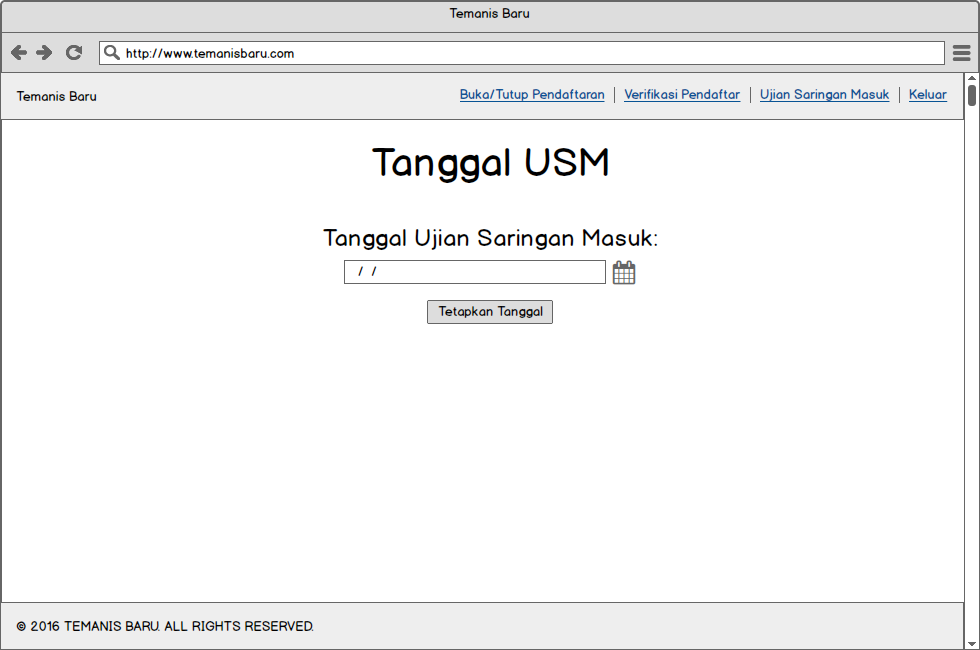 Temanis Baru
http://www.temanisbaru.com
Temanis Baru
Buka/Tutup Pendaftaran | Verifikasi Pendaftar | Ujian Saringan Masuk | Keluar
Tanggal USM
Tanggal Ujian Saringan Masuk:
/ /
Tetapkan Tanggal
© 2016 TEMANIS BARU. ALL RIGHTS RESERVED.